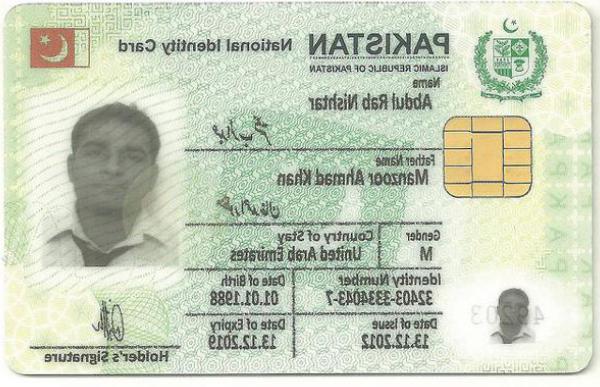 PAKISTAN National Identity Card
ISLAMIC REPUBLIC OF PAKISTAN
Name
Abdul Rab Nishtar
Father Name
Manzoor Ahmad Khan
Gender Country of Stay
M United Arab Emirates
Identity Number Date of Birth
32403-3334043-7 01.01.1988
Date of Issue Date of Expiry
13.12.2012 13.12.2019
Holder's Signature